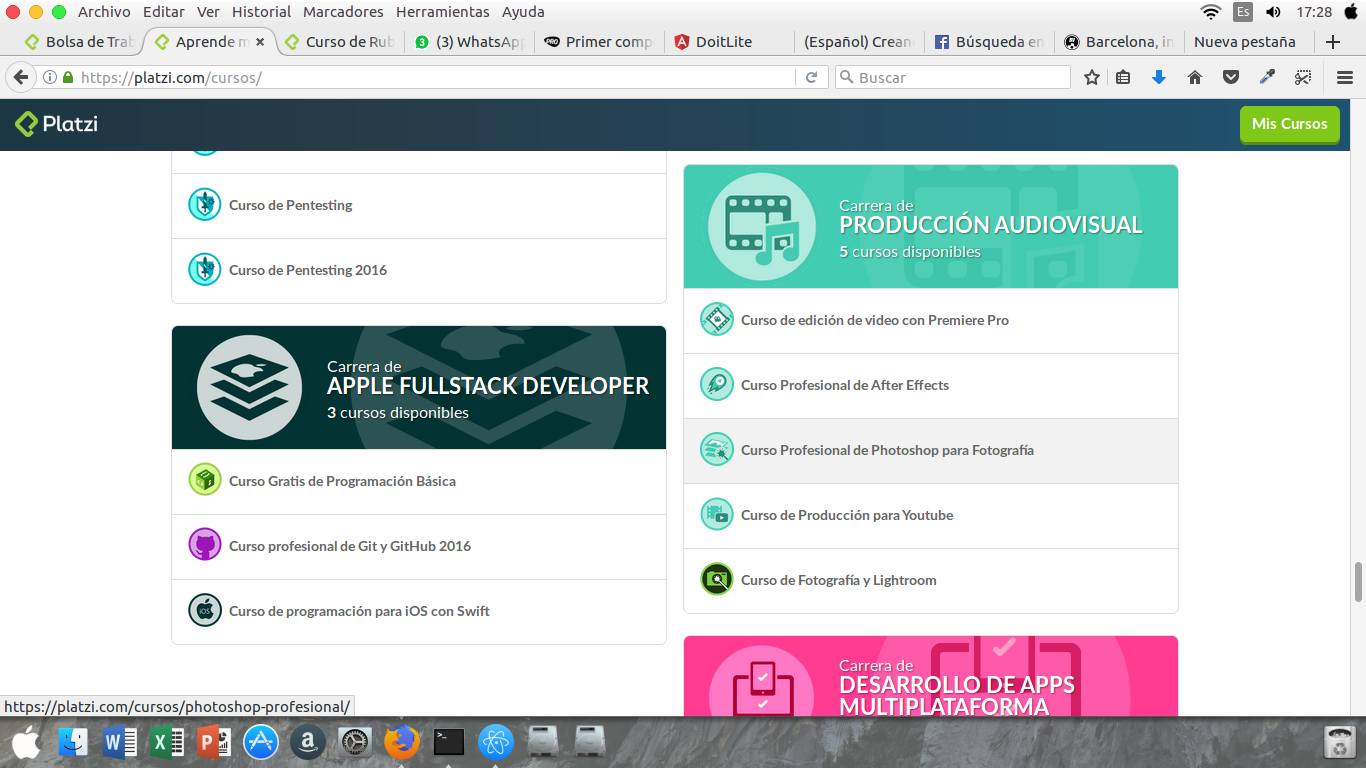 Archivo Editar Ver Historial Marcadores Herramientas Ayuda
Es
17:28
Bolsa de Tra
Aprende m
Curso de Rub
3
(3) WhatsApp
PRO
Primer comp
DoitLite
(Español) Crean
Búsqueda en
Barcelona, in
Nueva pestaña
https://platzi.com/cursos/
Buscar
Platzi
Mis Cursos
Curso de Pentesting
Curso de Pentesting 2016
Carrera de
APPLE FULLSTACK DEVELOPER
3 cursos disponibles
Curso Gratis de Programación Básica
Curso profesional de Git y GitHub 2016
iOS
Curso de programación para iOS con Swift
Carrera de
PRODUCCIÓN AUDIOVISUAL
5 cursos disponibles
Curso de edición de video con Premiere Pro
Curso Profesional de After Effects
Curso Profesional de Photoshop para Fotografía
Curso de Producción para Youtube
Curso de Fotografía y Lightroom
Carrera de
DESARROLLO DE APPS
MULTIPLATAFORMA
https://platzi.com/cursos/photoshop-profesional/